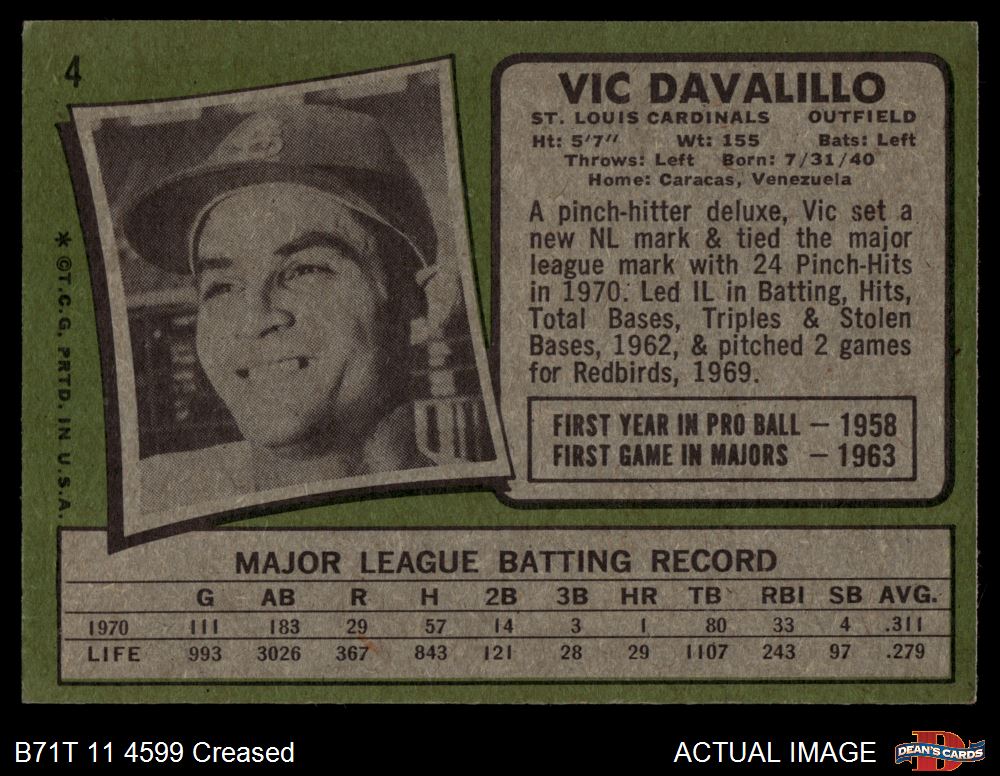 4
VIC DAVALILLO
ST. LOUIS CARDINALS OUTFIELD
Ht: 5'7" Wt: 155 Bats: Left
Throws: Left Born: 7/31/40
Home: Caracas, Venezuela
A pinch-hitter deluxe, Vic set a
new NL mark & tied the major
league mark with 24 Pinch-Hits
in 1970. Led IL in Batting, Hits,
Total Bases, Triples & Stolen
Bases, 1962, & pitched 2 games
for Redbirds, 1969.
FIRST YEAR IN PRO BALL — 1958
FIRST GAME IN MAJORS — 1963
* ©T.C.G. PRTD. IN U.S.A.
MAJOR LEAGUE BATTING RECORD
G AB R H 2B 3B HR TB RBI SB AVG.
1970 111 183 29 57 14 3 1 80 33 4 .311
LIFE 993 3026 367 843 121 28 29 1107 243 97 .279
B71T 11 4599 Creased ACTUAL IMAGE
D
DEAN'S CARDS